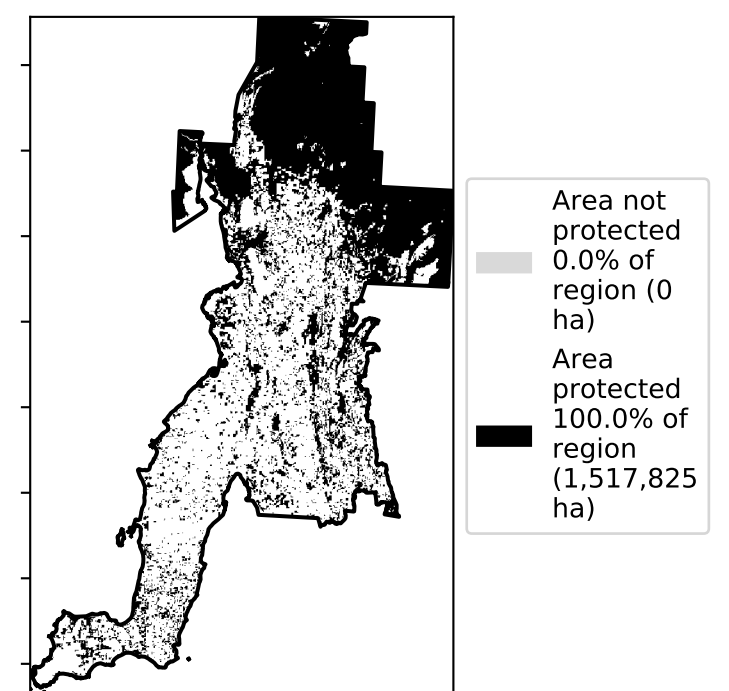 Area not
protected
0.0% of
region (0
ha)
Area
protected
100.0% of
region
(1,517,825
ha)